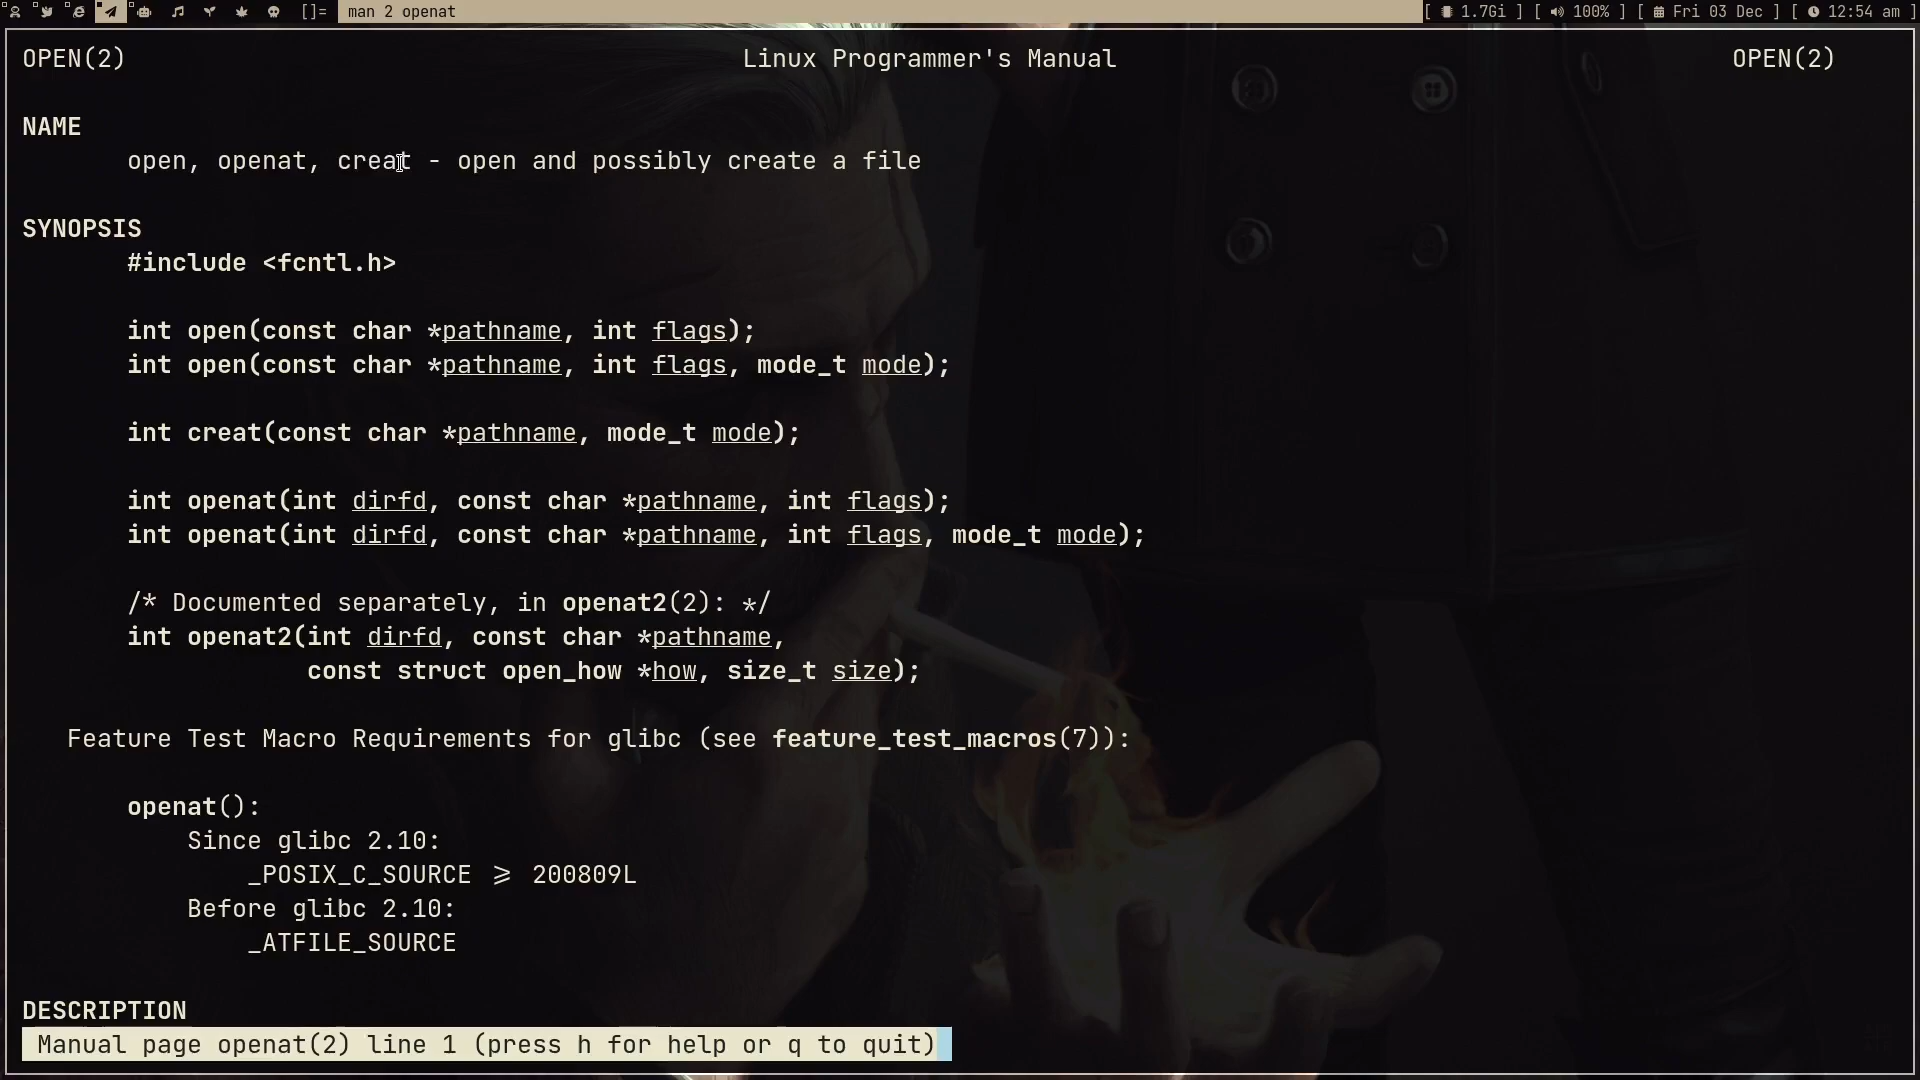 []= man 2 openat [ 1.7Gi ] [ 100% ] [ Fri 03 Dec ] [ 12:54 am ]
OPEN(2) Linux Programmer's Manual OPEN(2)
NAME
open, openat, creat - open and possibly create a file
SYNOPSIS
#include <fcntl.h>
int open(const char *pathname, int flags);
int open(const char *pathname, int flags, mode_t mode);
int creat(const char *pathname, mode_t mode);
int openat(int dirfd, const char *pathname, int flags);
int openat(int dirfd, const char *pathname, int flags, mode_t mode);
/* Documented separately, in openat2(2): */
int openat2(int dirfd, const char *pathname,
const struct open_how *how, size_t size);
Feature Test Macro Requirements for glibc (see feature_test_macros(7)):
openat():
Since glibc 2.10:
_POSIX_C_SOURCE >= 200809L
Before glibc 2.10:
_ATFILE_SOURCE
DESCRIPTION
Manual page openat(2) line 1 (press h for help or q to quit)